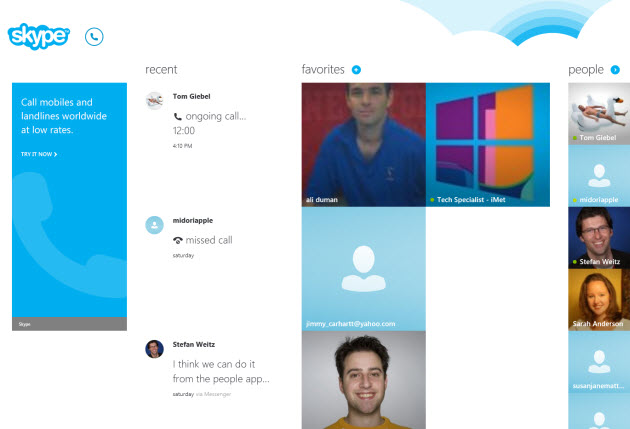 skype
recent
favorites
people
Call mobiles and
landlines worldwide
at low rates.
TRY IT NOW
Skype
Tom Giebel
ongoing call...
12:00
4:10 PM
midoriapple
missed call
saturday
Stefan Weitz
I think we can do it
from the people app...
saturday via Messenger
ali duman
Tech Specialist - iMet
jimmy_carhartt@yahoo.com
Tom Giebel
midoriapple
Stefan Weitz
Sarah Anderson
susanjanematt...